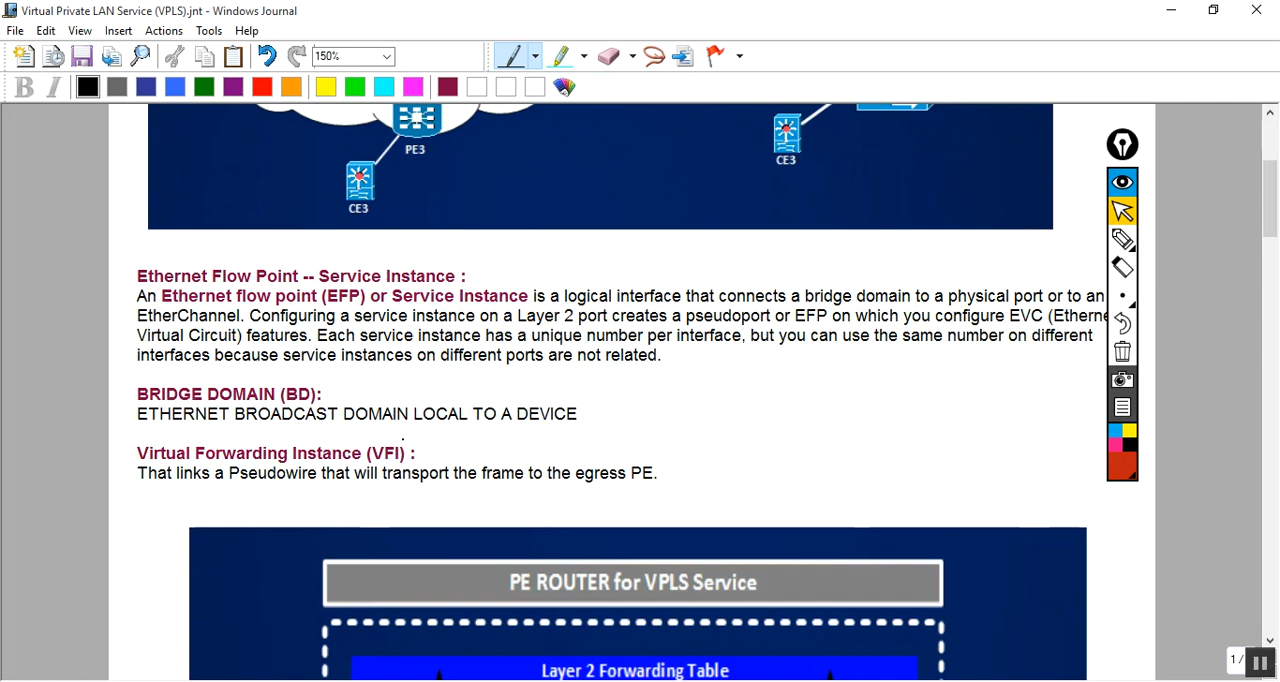 Virtual Private LAN Service (VPLS).jnt - Windows Journal
File Edit View Insert Actions Tools Help
150%
B I
PE3
CE3
CE3
Ethernet Flow Point -- Service Instance :
An Ethernet flow point (EFP) or Service Instance is a logical interface that connects a bridge domain to a physical port or to an
EtherChannel. Configuring a service instance on a Layer 2 port creates a pseudoport or EFP on which you configure EVC (Etherne
Virtual Circuit) features. Each service instance has a unique number per interface, but you can use the same number on different
interfaces because service instances on different ports are not related.
BRIDGE DOMAIN (BD):
ETHERNET BROADCAST DOMAIN LOCAL TO A DEVICE
Virtual Forwarding Instance (VFI) :
That links a Pseudowire that will transport the frame to the egress PE.
PE ROUTER for VPLS Service
Layer 2 Forwarding Table
1 /